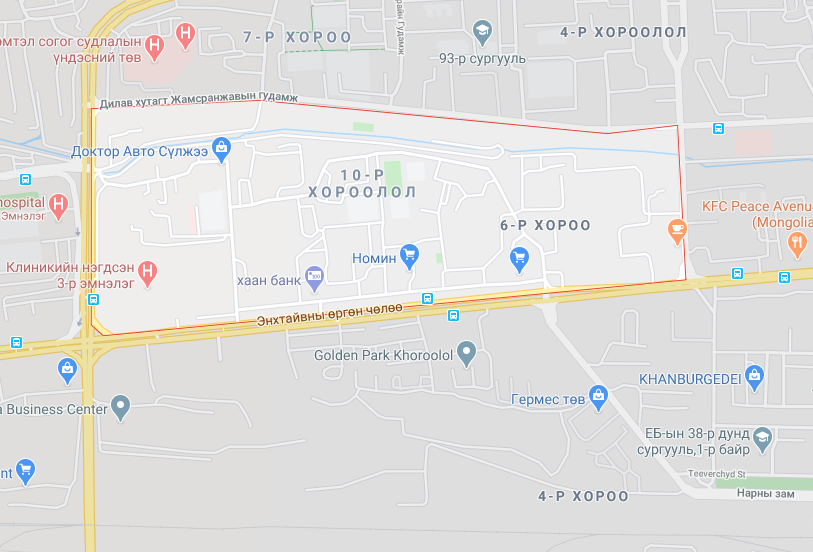 7-Р ХОРОО
райн Гудамж
4-Р ХОРООЛОЛ
эмтэл согог судлалын
үндэсний төв
93-р сургууль
Дилав хутагт Жамсранжавын гудамж
Доктор Авто Сүлжээ
10-Р
ХОРООЛОЛ
hospital
Эмнэлэг
6-Р ХОРОО
KFC Peace Avenu
(Mongolia
Номин
Клиникийн нэгдсэн
3-р эмнэлэг
хаан банк
Энхтайвны өргөн чөлөө
Golden Park Khoroolol
KHANBURGEDEI
Гермес төв
a Business Center
ЕБ-ын 38-р дунд
сургууль,1-р байр
nt
Teeverchyd St
4-Р ХОРОО
Нарны зам